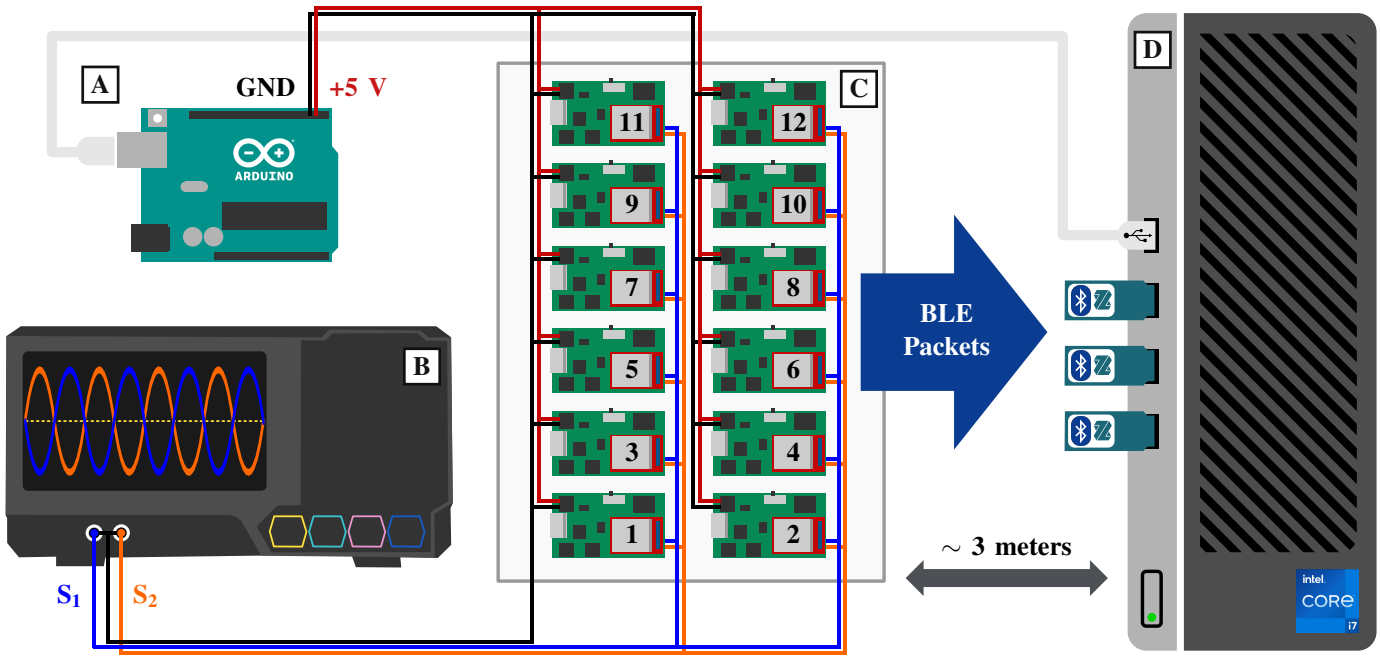 A
GND
+5 V
ARDUINO
B
S₁
S₂
C
11
12
9
10
7
8
5
6
3
4
1
2
BLE
Packets
~ 3 meters
D
intel.
CORE
i7